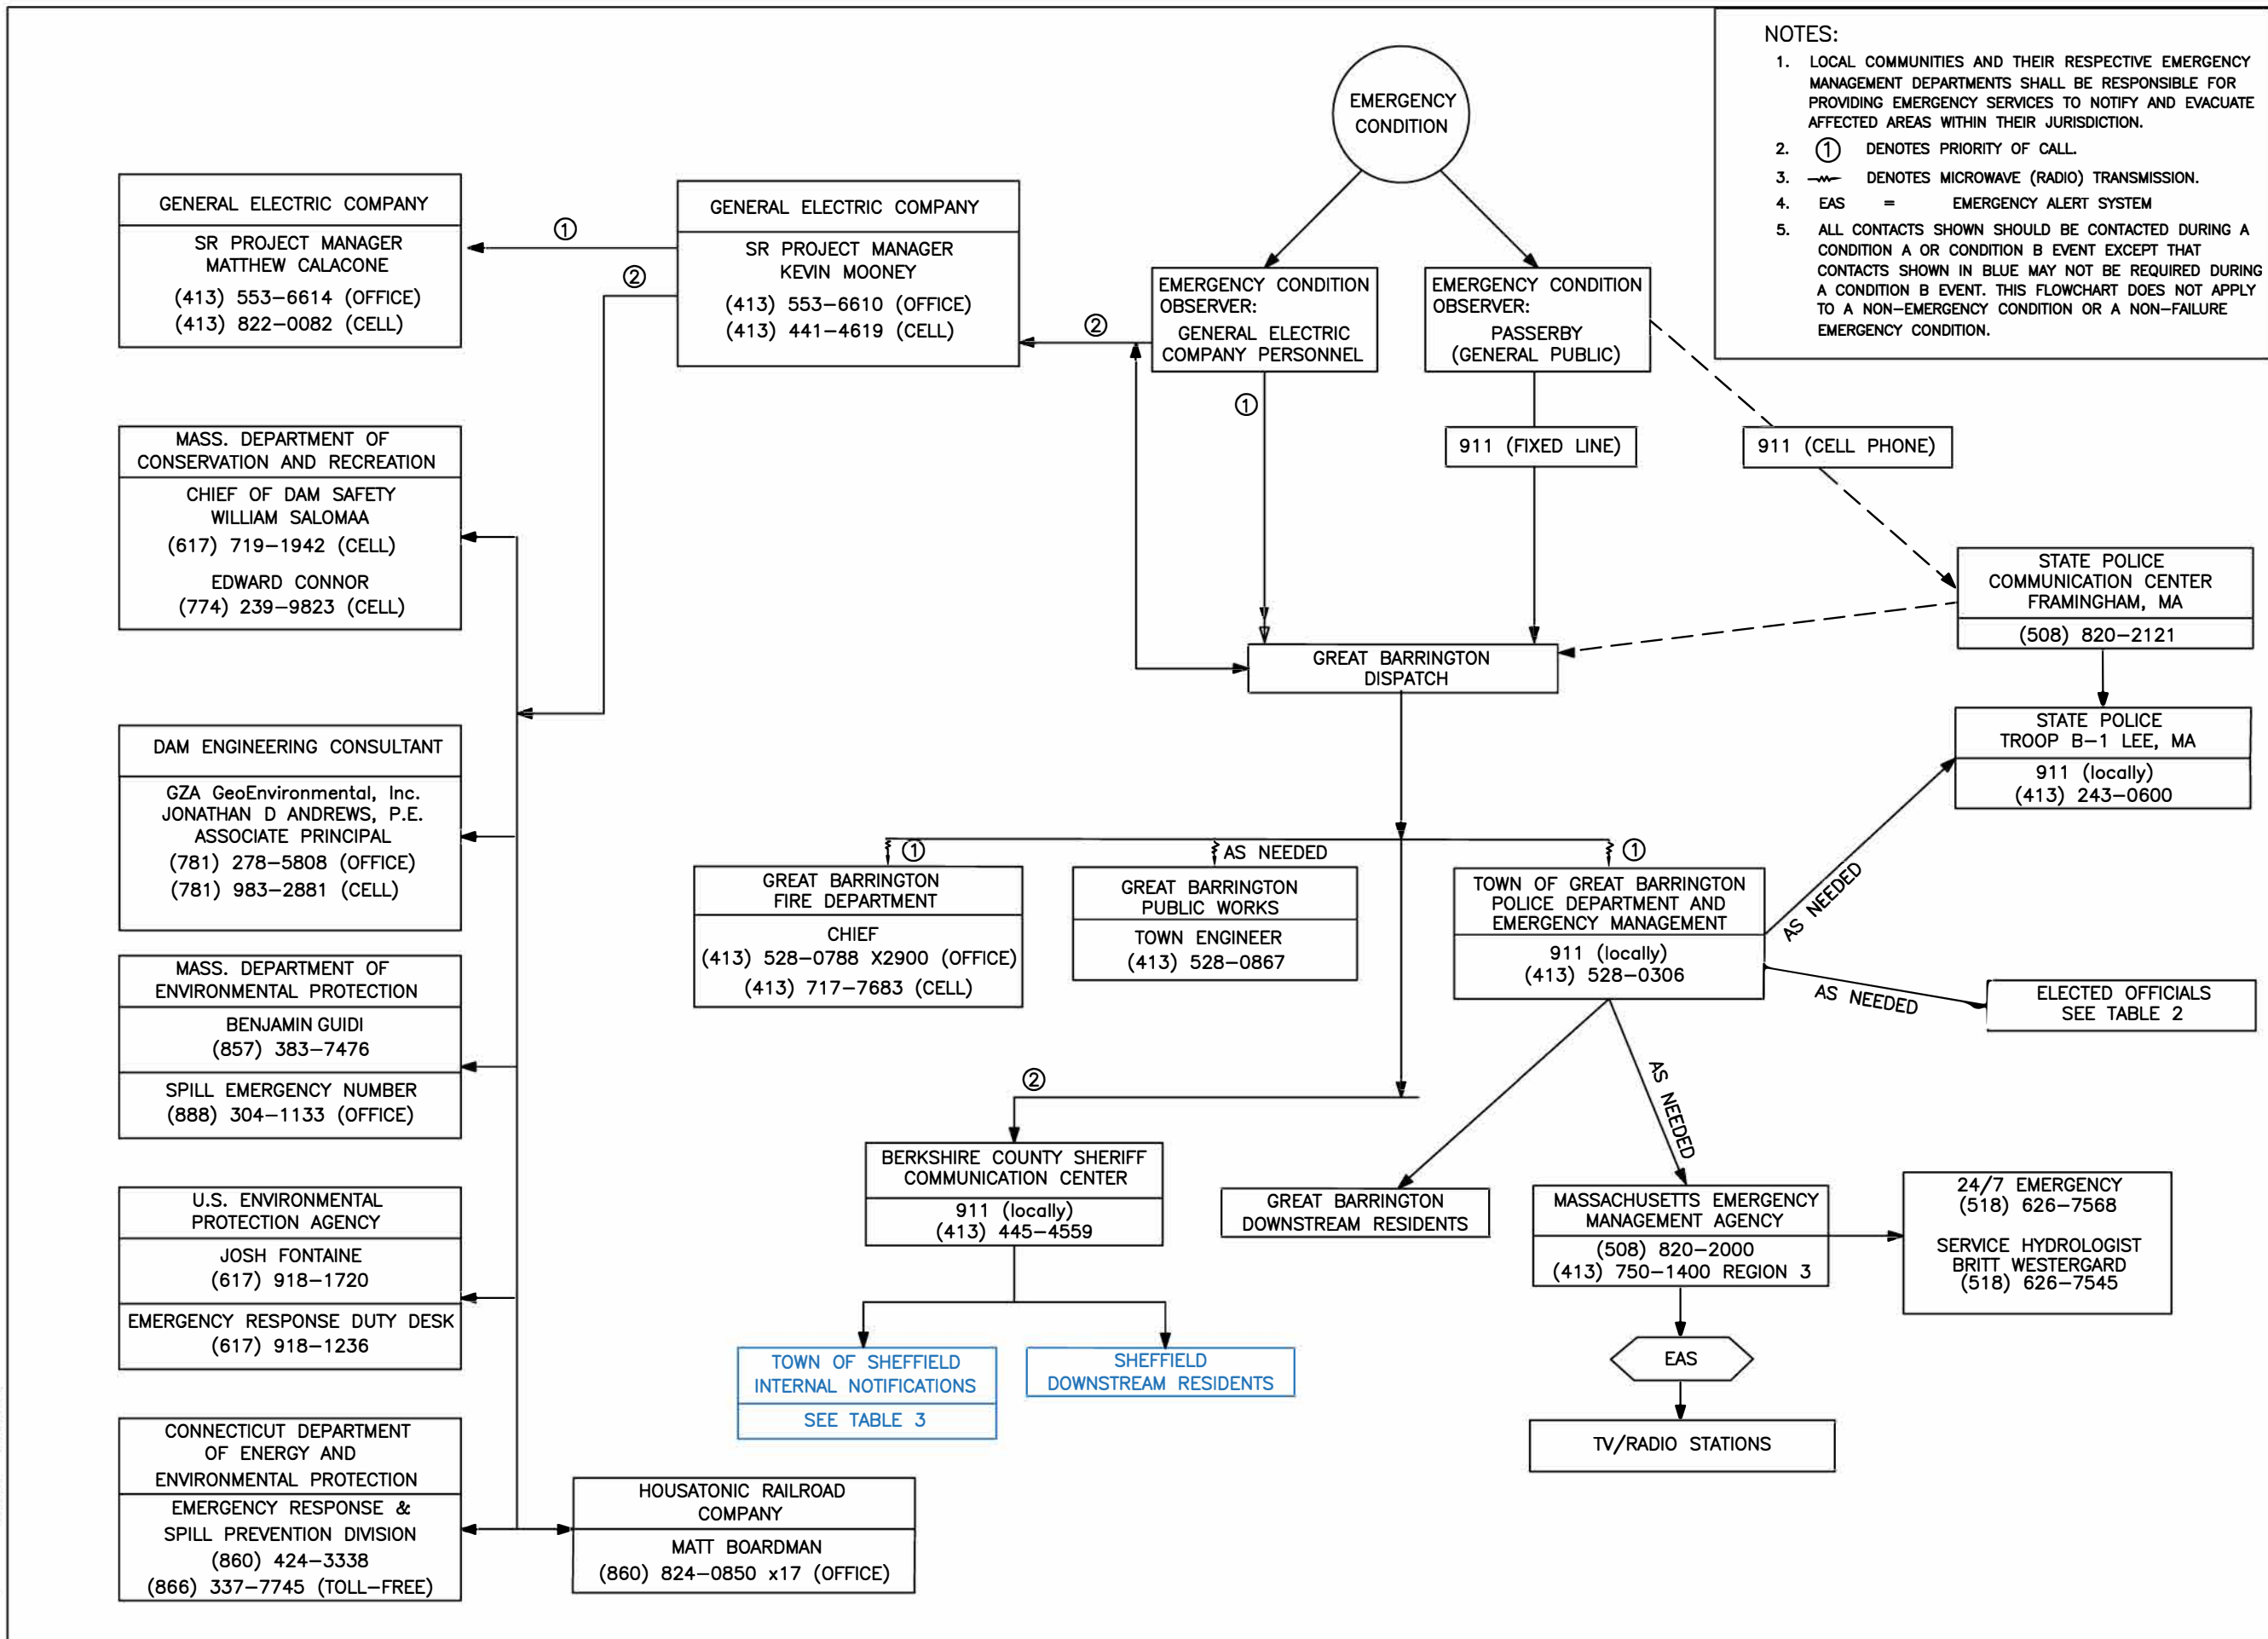 NOTES:
1. LOCAL COMMUNITIES AND THEIR RESPECTIVE EMERGENCY
MANAGEMENT DEPARTMENTS SHALL BE RESPONSIBLE FOR
PROVIDING EMERGENCY SERVICES TO NOTIFY AND EVACUATE
AFFECTED AREAS WITHIN THEIR JURISDICTION.
2. ① DENOTES PRIORITY OF CALL.
3. DENOTES MICROWAVE (RADIO) TRANSMISSION.
4. EAS = EMERGENCY ALERT SYSTEM
5. ALL CONTACTS SHOWN SHOULD BE CONTACTED DURING A
CONDITION A OR CONDITION B EVENT EXCEPT THAT
CONTACTS SHOWN IN BLUE MAY NOT BE REQUIRED DURING
A CONDITION B EVENT. THIS FLOWCHART DOES NOT APPLY
TO A NON-EMERGENCY CONDITION OR A NON-FAILURE
EMERGENCY CONDITION.
EMERGENCY
CONDITION
EMERGENCY CONDITION
OBSERVER:
GENERAL ELECTRIC
COMPANY PERSONNEL
EMERGENCY CONDITION
OBSERVER:
PASSERBY
(GENERAL PUBLIC)
②
①
GENERAL ELECTRIC COMPANY
SR PROJECT MANAGER
KEVIN MOONEY
(413) 553-6610 (OFFICE)
(413) 441-4619 (CELL)
①
②
GENERAL ELECTRIC COMPANY
SR PROJECT MANAGER
MATTHEW CALACONE
(413) 553-6614 (OFFICE)
(413) 822-0082 (CELL)
MASS. DEPARTMENT OF
CONSERVATION AND RECREATION
CHIEF OF DAM SAFETY
WILLIAM SALOMAA
(617) 719-1942 (CELL)
EDWARD CONNOR
(774) 239-9823 (CELL)
DAM ENGINEERING CONSULTANT
GZA GeoEnvironmental, Inc.
JONATHAN D ANDREWS, P.E.
ASSOCIATE PRINCIPAL
(781) 278-5808 (OFFICE)
(781) 983-2881 (CELL)
MASS. DEPARTMENT OF
ENVIRONMENTAL PROTECTION
BENJAMIN GUIDI
(857) 383-7476
SPILL EMERGENCY NUMBER
(888) 304-1133 (OFFICE)
U.S. ENVIRONMENTAL
PROTECTION AGENCY
JOSH FONTAINE
(617) 918-1720
EMERGENCY RESPONSE DUTY DESK
(617) 918-1236
CONNECTICUT DEPARTMENT
OF ENERGY AND
ENVIRONMENTAL PROTECTION
EMERGENCY RESPONSE &
SPILL PREVENTION DIVISION
(860) 424-3338
(866) 337-7745 (TOLL-FREE)
HOUSATONIC RAILROAD
COMPANY
MATT BOARDMAN
(860) 824-0850 x17 (OFFICE)
911 (FIXED LINE)
911 (CELL PHONE)
STATE POLICE
COMMUNICATION CENTER
FRAMINGHAM, MA
(508) 820-2121
STATE POLICE
TROOP B-1 LEE, MA
911 (locally)
(413) 243-0600
GREAT BARRINGTON
DISPATCH
①
AS NEEDED
①
GREAT BARRINGTON
FIRE DEPARTMENT
CHIEF
(413) 528-0788 X2900 (OFFICE)
(413) 717-7683 (CELL)
GREAT BARRINGTON
PUBLIC WORKS
TOWN ENGINEER
(413) 528-0867
TOWN OF GREAT BARRINGTON
POLICE DEPARTMENT AND
EMERGENCY MANAGEMENT
911 (locally)
(413) 528-0306
AS NEEDED
AS NEEDED
AS NEEDED
ELECTED OFFICIALS
SEE TABLE 2
②
BERKSHIRE COUNTY SHERIFF
COMMUNICATION CENTER
911 (locally)
(413) 445-4559
GREAT BARRINGTON
DOWNSTREAM RESIDENTS
MASSACHUSETTS EMERGENCY
MANAGEMENT AGENCY
(508) 820-2000
(413) 750-1400 REGION 3
24/7 EMERGENCY
(518) 626-7568
SERVICE HYDROLOGIST
BRITT WESTERGARD
(518) 626-7545
TOWN OF SHEFFIELD
INTERNAL NOTIFICATIONS
SEE TABLE 3
SHEFFIELD
DOWNSTREAM RESIDENTS
EAS
TV/RADIO STATIONS